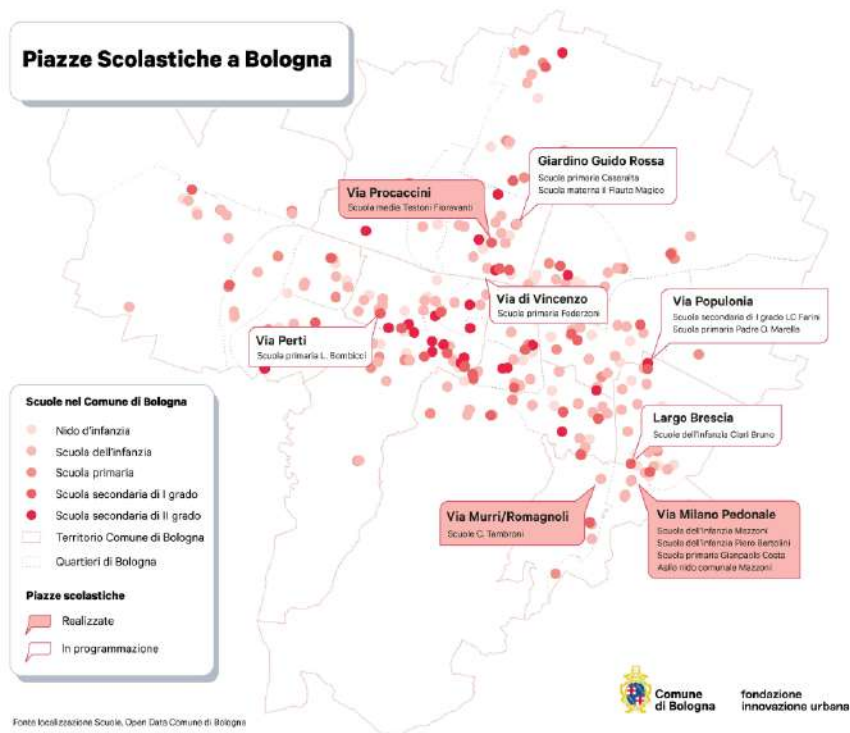 Piazze Scolastiche a Bologna
Giardino Guido Rossa
Scuola primaria Casaralta
Scuola materna Il Flauto Magico
Via Procaccini
Scuola media Testoni Fioravanti
Via di Vincenzo
Scuola primaria Federzoni
Via Populonia
Scuola secondaria di I grado LC Farini
Scuola primaria Padre O. Marella
Via Perti
Scuola primaria L. Bombicci
Largo Brescia
Scuole dell'infanzia Ciari Bruno
Via Murri/Romagnoli
Scuole C. Tambroni
Via Milano Pedonale
Scuola dell'Infanzia Mazzoni
Scuola dell'infanzia Piero Bertolini
Scuola primaria Gianpaolo Costa
Asilo nido comunale Mazzoni
Scuole nel Comune di Bologna
Nido d'infanzia
Scuola dell'infanzia
Scuola primaria
Scuola secondaria di I grado
Scuola secondaria di II grado
Territorio Comune di Bologna
Quartieri di Bologna
Piazze scolastiche
Realizzate
In programmazione
Fonte localizzazione Scuole, Open Data Comune di Bologna
Comune
di Bologna
fondazione
innovazione urbana